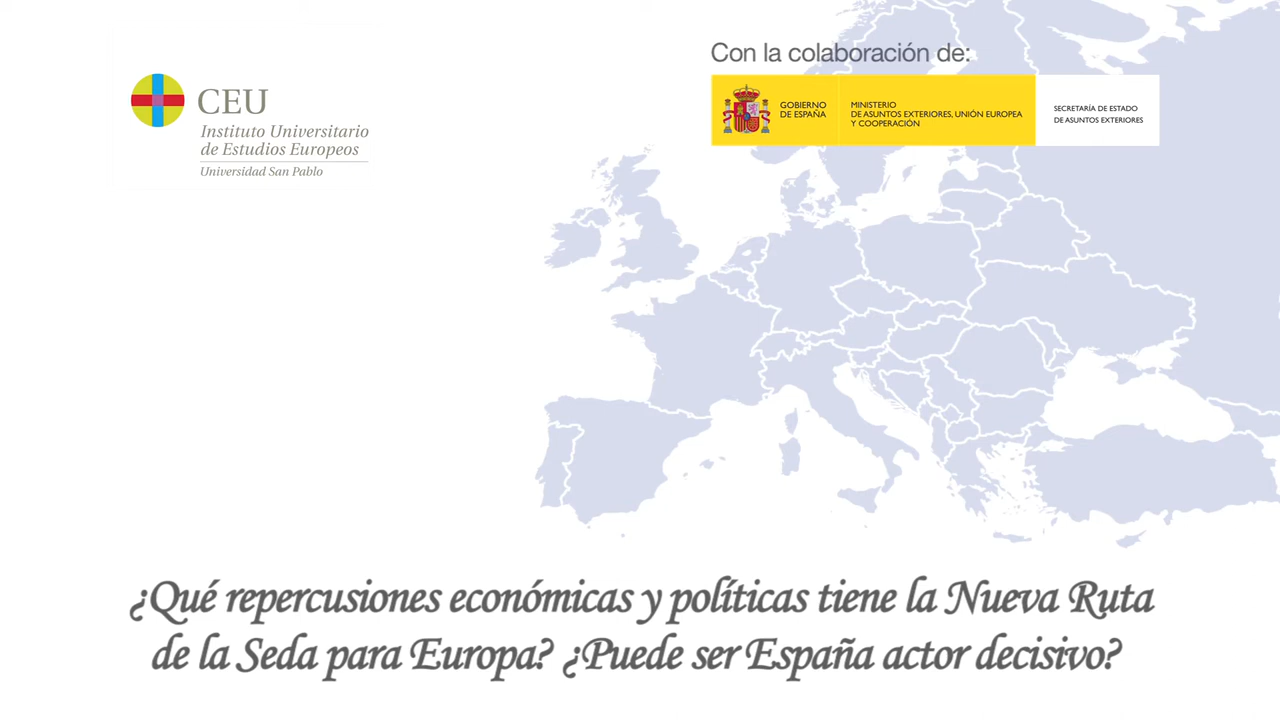 CEU
Instituto Universitario
de Estudios Europeos
Universidad San Pablo
Con la colaboración de:
GOBIERNO
DE ESPAÑA
MINISTERIO
DE ASUNTOS EXTERIORES, UNIÓN EUROPEA
Y COOPERACIÓN
SECRETARÍA DE ESTADO
DE ASUNTOS EXTERIORES
¿Qué repercusiones económicas y políticas tiene la Nueva Ruta
de la Seda para Europa? ¿Puede ser España actor decisivo?